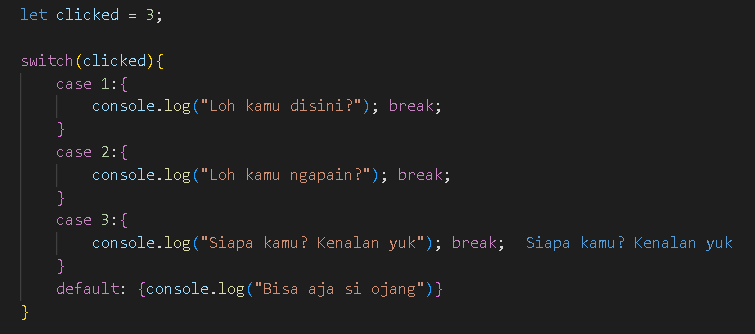 let clicked = 3;
switch(clicked){
case 1:{
console.log("Loh kamu disini?"); break;
}
case 2:{
console.log("Loh kamu ngapain?"); break;
}
case 3:{
console.log("Siapa kamu? Kenalan yuk"); break; Siapa kamu? Kenalan yuk
}
default: {console.log("Bisa aja si ojang")}
}